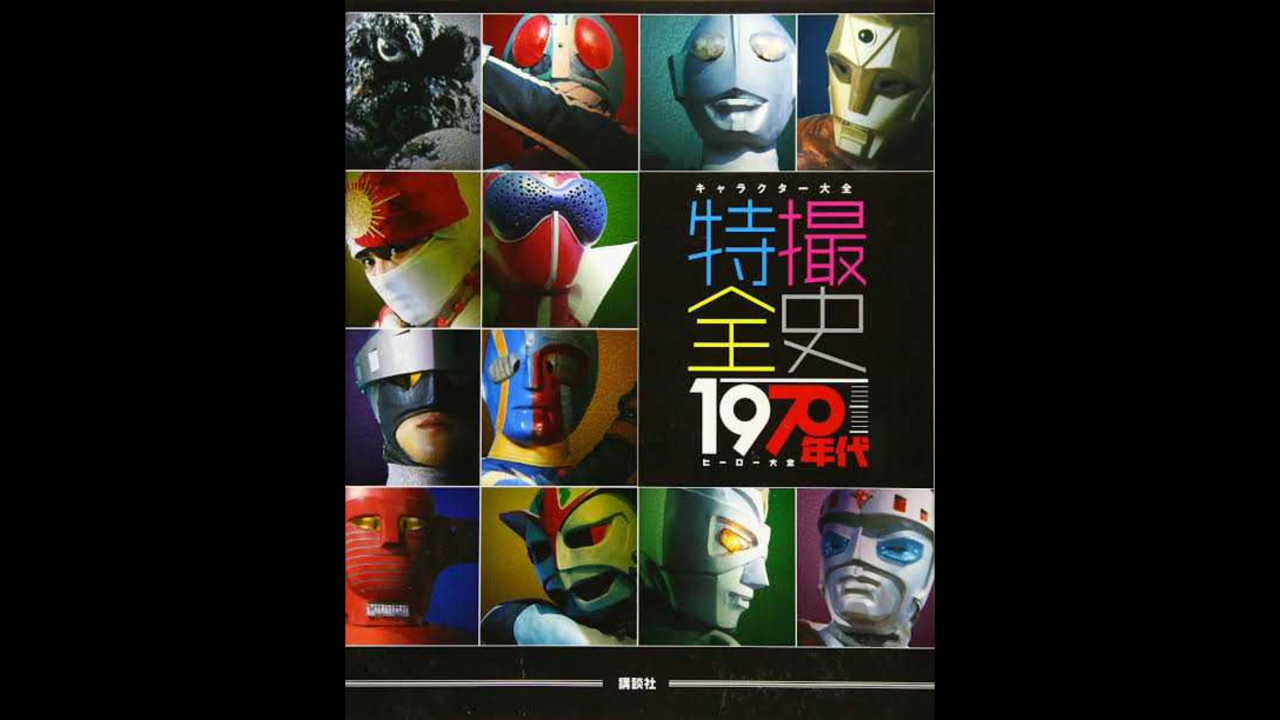 キャラクター大全
特撮
全史
1970年代
ヒーロー大全
講談社